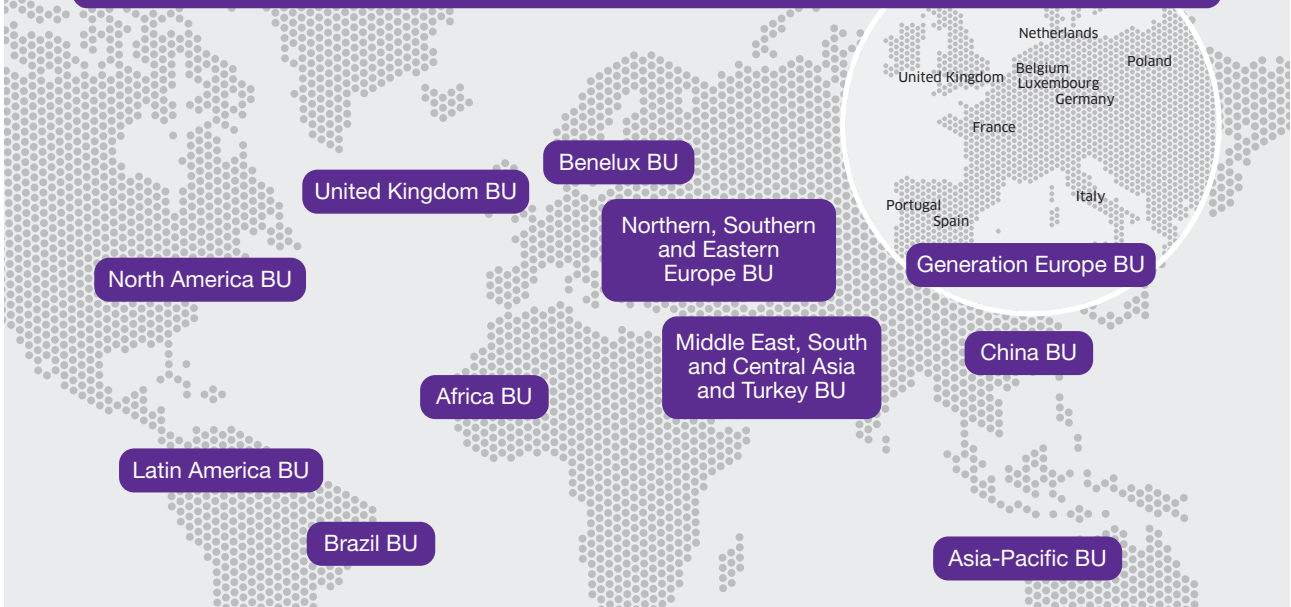 Netherlands
Poland
Belgium
United Kingdom
Luxembourg
Germany
France
Benelux BU
United Kingdom BU
Italy
Portugal
Spain
Northern, Southern
and Eastern
Europe BU
North America BU
Generation Europe BU
Middle East, South
and Central Asia
and Turkey BU
China BU
Africa BU
Latin America BU
Brazil BU
Asia-Pacific BU